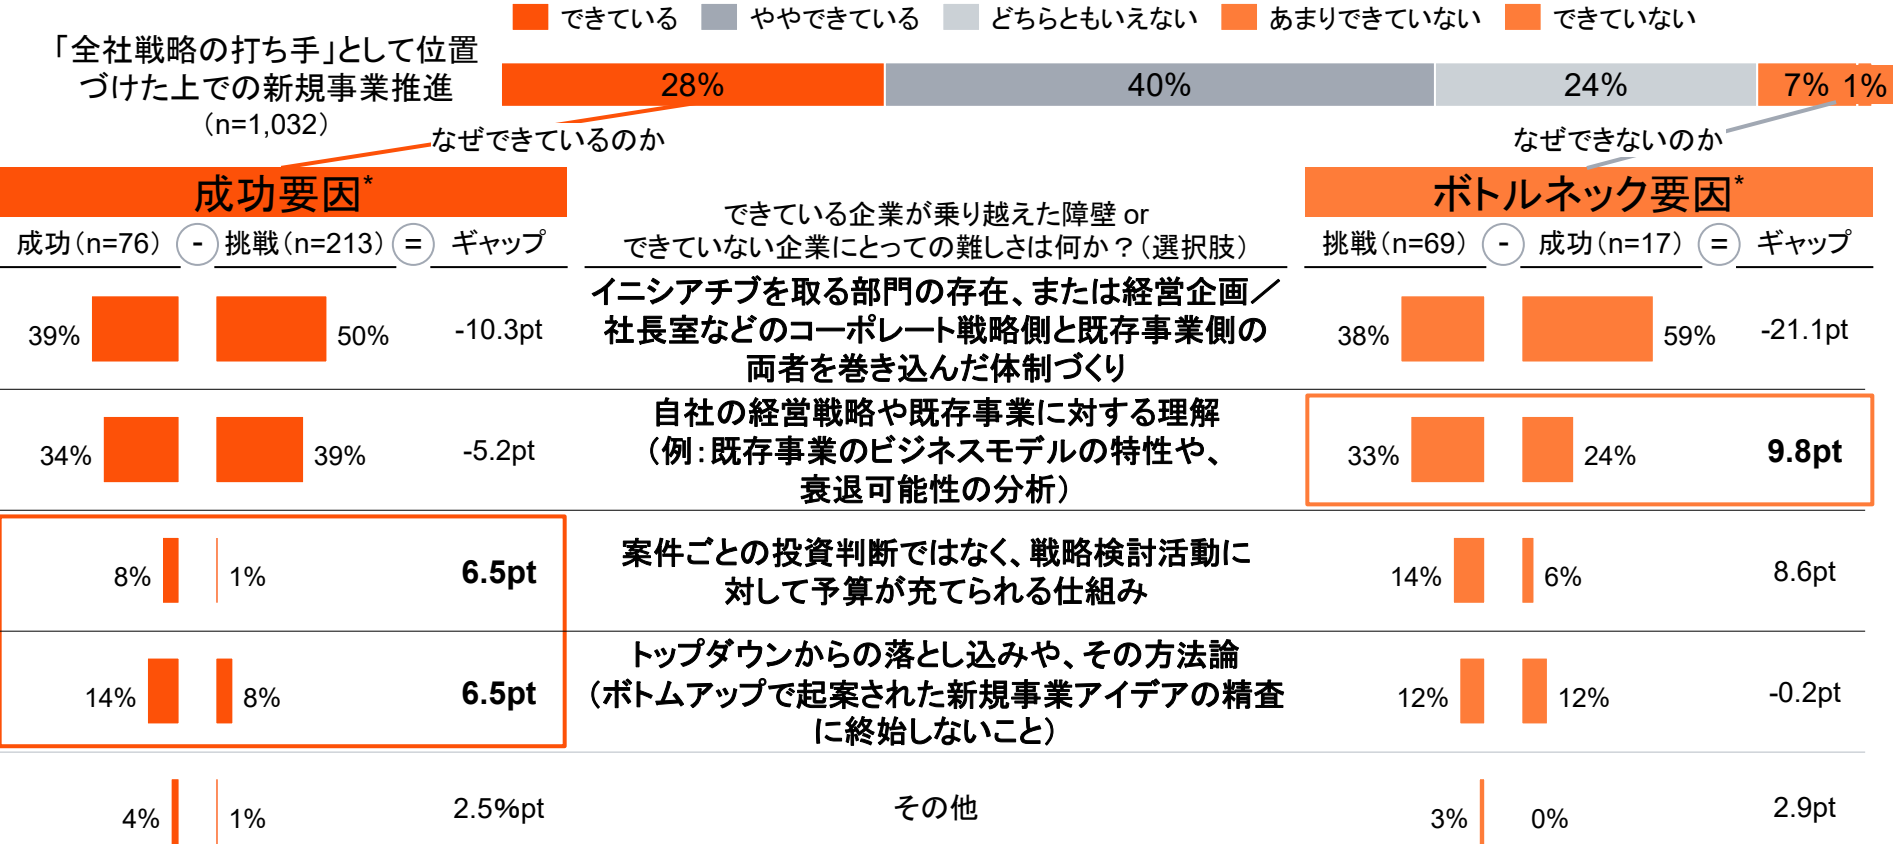 できている ややできている どちらともいえない あまりできていない できていない
「全社戦略の打ち手」として位置
づけた上での新規事業推進
（n=1,032）
28% 40% 24% 7% 1%
なぜできているのか
なぜできないのか
成功要因*
ボトルネック要因*
成功（n=76） - 挑戦（n=213） = ギャップ
できている企業が乗り越えた障壁 or
できていない企業にとっての難しさは何か？（選択肢）
挑戦（n=69） - 成功（n=17） = ギャップ
39% 50% -10.3pt
イニシアチブを取る部門の存在、または経営企画／
社長室などのコーポレート戦略側と既存事業側の
両者を巻き込んだ体制づくり
38% 59% -21.1pt
34% 39% -5.2pt
自社の経営戦略や既存事業に対する理解
（例：既存事業のビジネスモデルの特性や、
衰退可能性の分析）
33% 24% 9.8pt
8% 1% 6.5pt
案件ごとの投資判断ではなく、戦略検討活動に
対して予算が充てられる仕組み
14% 6% 8.6pt
14% 8% 6.5pt
トップダウンからの落とし込みや、その方法論
（ボトムアップで起案された新規事業アイデアの精査
に終始しないこと）
12% 12% -0.2pt
4% 1% 2.5%pt
その他
3% 0% 2.9pt